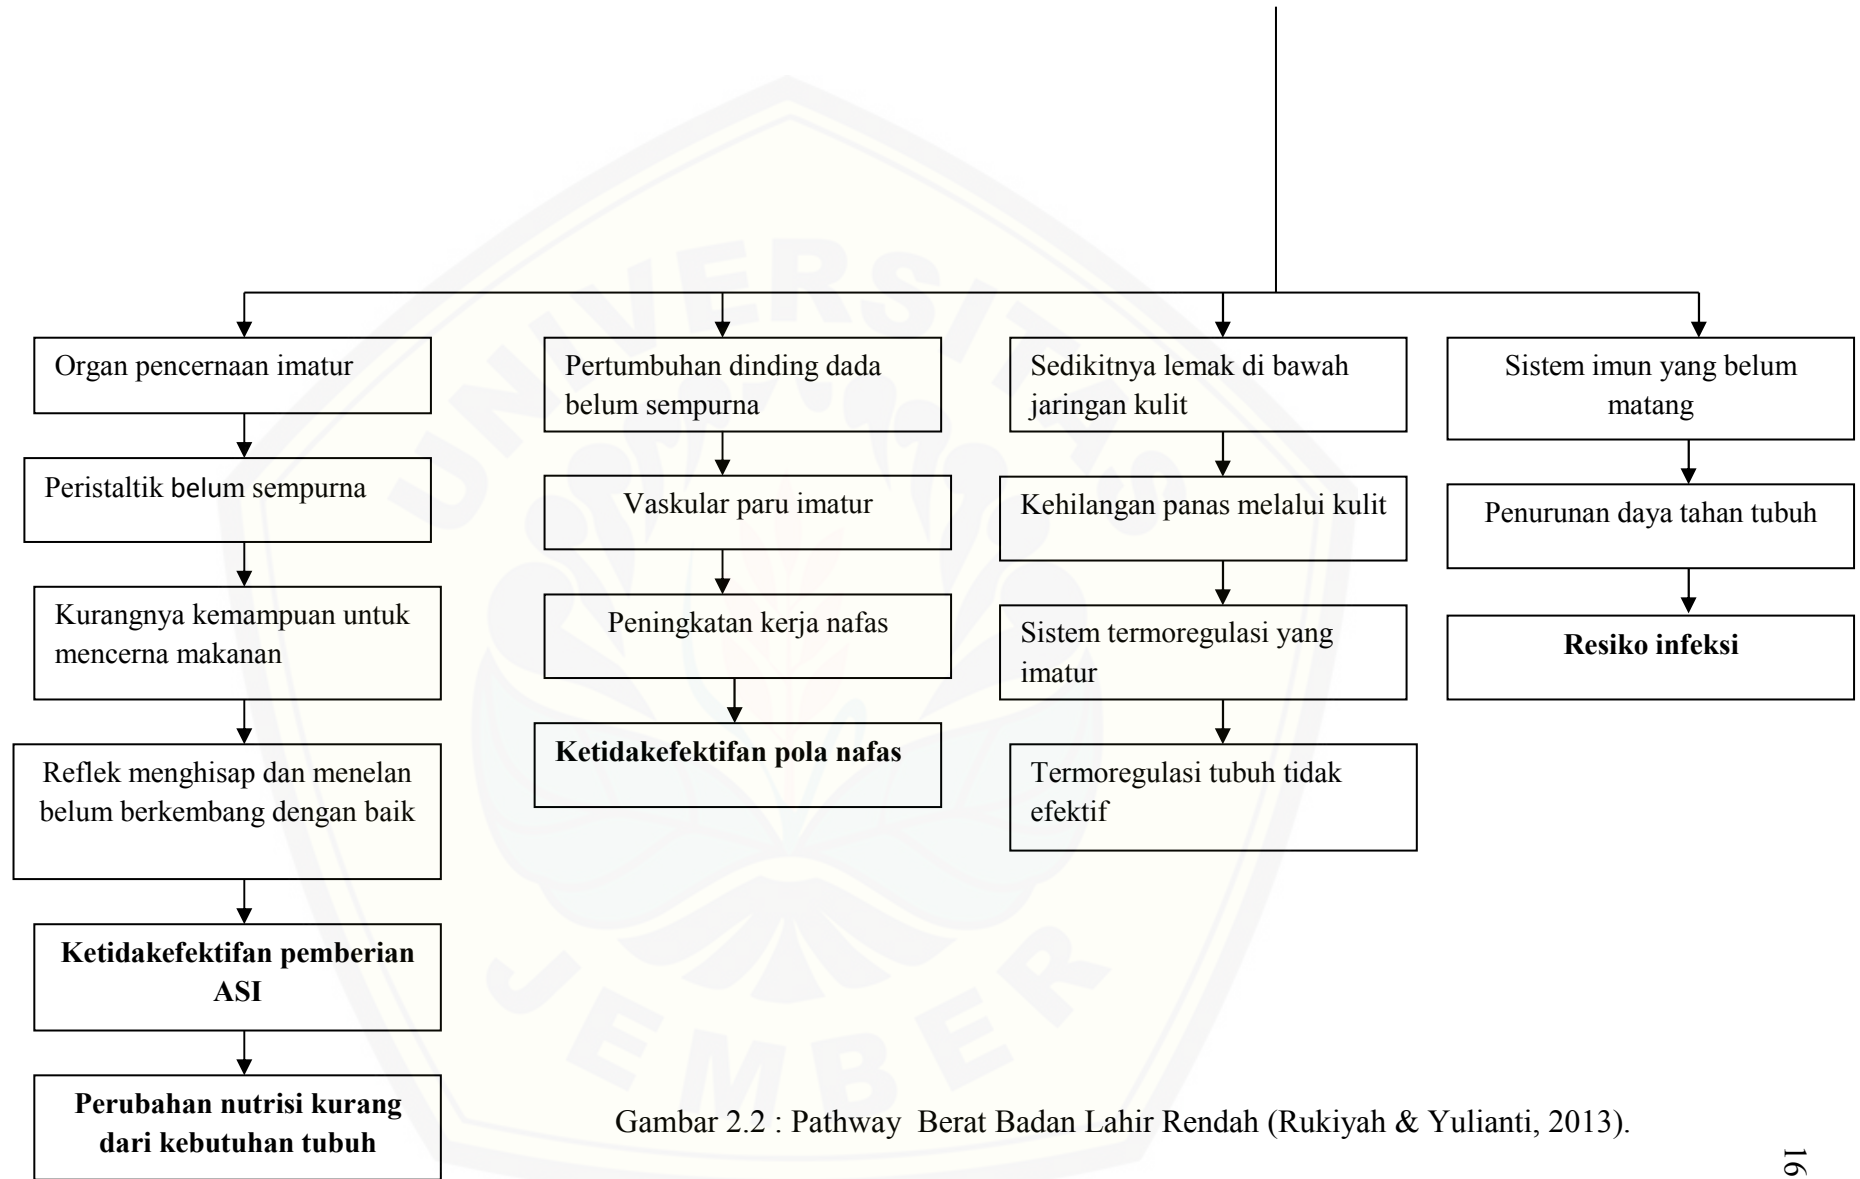 Organ pencernaan imatur
Peristaltik belum sempurna
Kurangnya kemampuan untuk
mencerna makanan
Reflek menghisap dan menelan
belum berkembang dengan baik
Ketidakefektifan pemberian
ASI
Perubahan nutrisi kurang
dari kebutuhan tubuh
Pertumbuhan dinding dada
belum sempurna
Vaskular paru imatur
Peningkatan kerja nafas
Ketidakefektifan pola nafas
Sedikitnya lemak di bawah
jaringan kulit
Kehilangan panas melalui kulit
Sistem termoregulasi yang
imatur
Termoregulasi tubuh tidak
efektif
Sistem imun yang belum
matang
Penurunan daya tahan tubuh
Resiko infeksi
Gambar 2.2 : Pathway Berat Badan Lahir Rendah (Rukiyah & Yulianti, 2013).
16
UNIVERSITAS
JEMBER